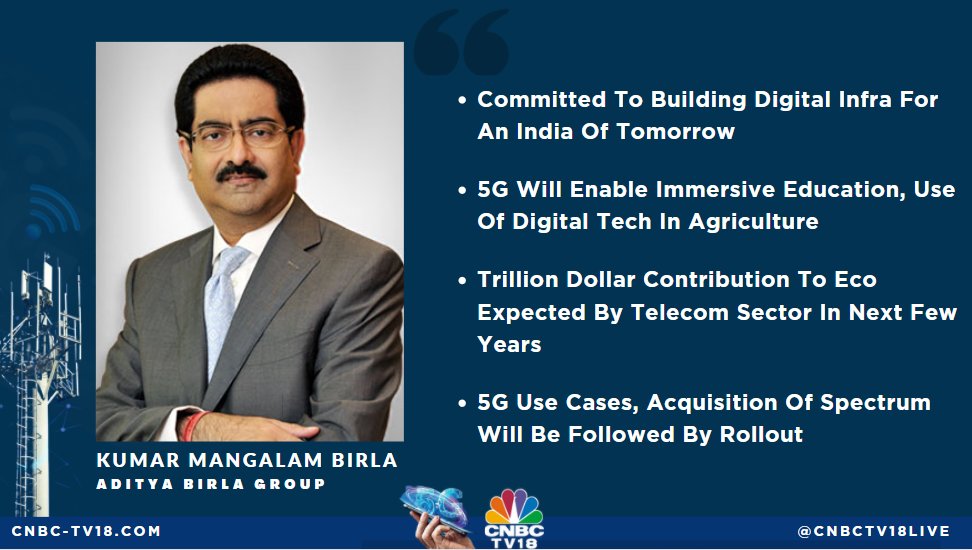 Committed To Building Digital Infra For
An India Of Tomorrow
5G Will Enable Immersive Education, Use
Of Digital Tech In Agriculture
Trillion Dollar Contribution To Eco
Expected By Telecom Sector In Next Few
Years
5G Use Cases, Acquisition Of Spectrum
Will Be Followed By Rollout
KUMAR MANGALAM BIRLA
ADITYA BIRLA GROUP
CNBC-TV18.COM
CNBC
TV18
@CNBCTV18LIVE